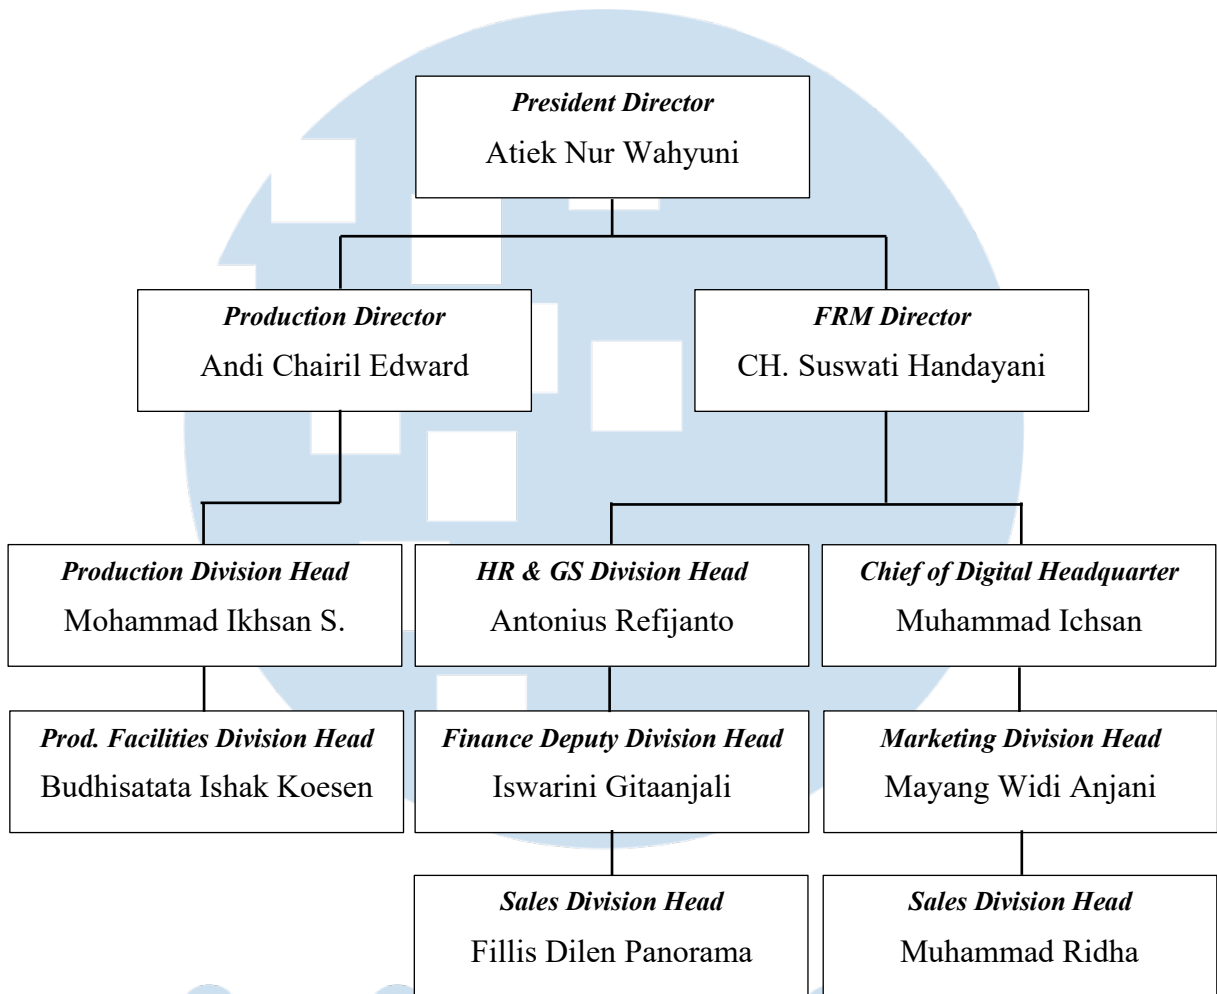 President Director
Atiek Nur Wahyuni
Production Director
Andi Chairil Edward
FRM Director
CH. Suswati Handayani
Production Division Head
Mohammad Ikhsan S.
HR & GS Division Head
Antonius Refijanto
Chief of Digital Headquarter
Muhammad Ichsan
Prod. Facilities Division Head
Budhisatata Ishak Koesen
Finance Deputy Division Head
Iswarini Gitaanjali
Marketing Division Head
Mayang Widi Anjani
Sales Division Head
Fillis Dilen Panorama
Sales Division Head
Muhammad Ridha